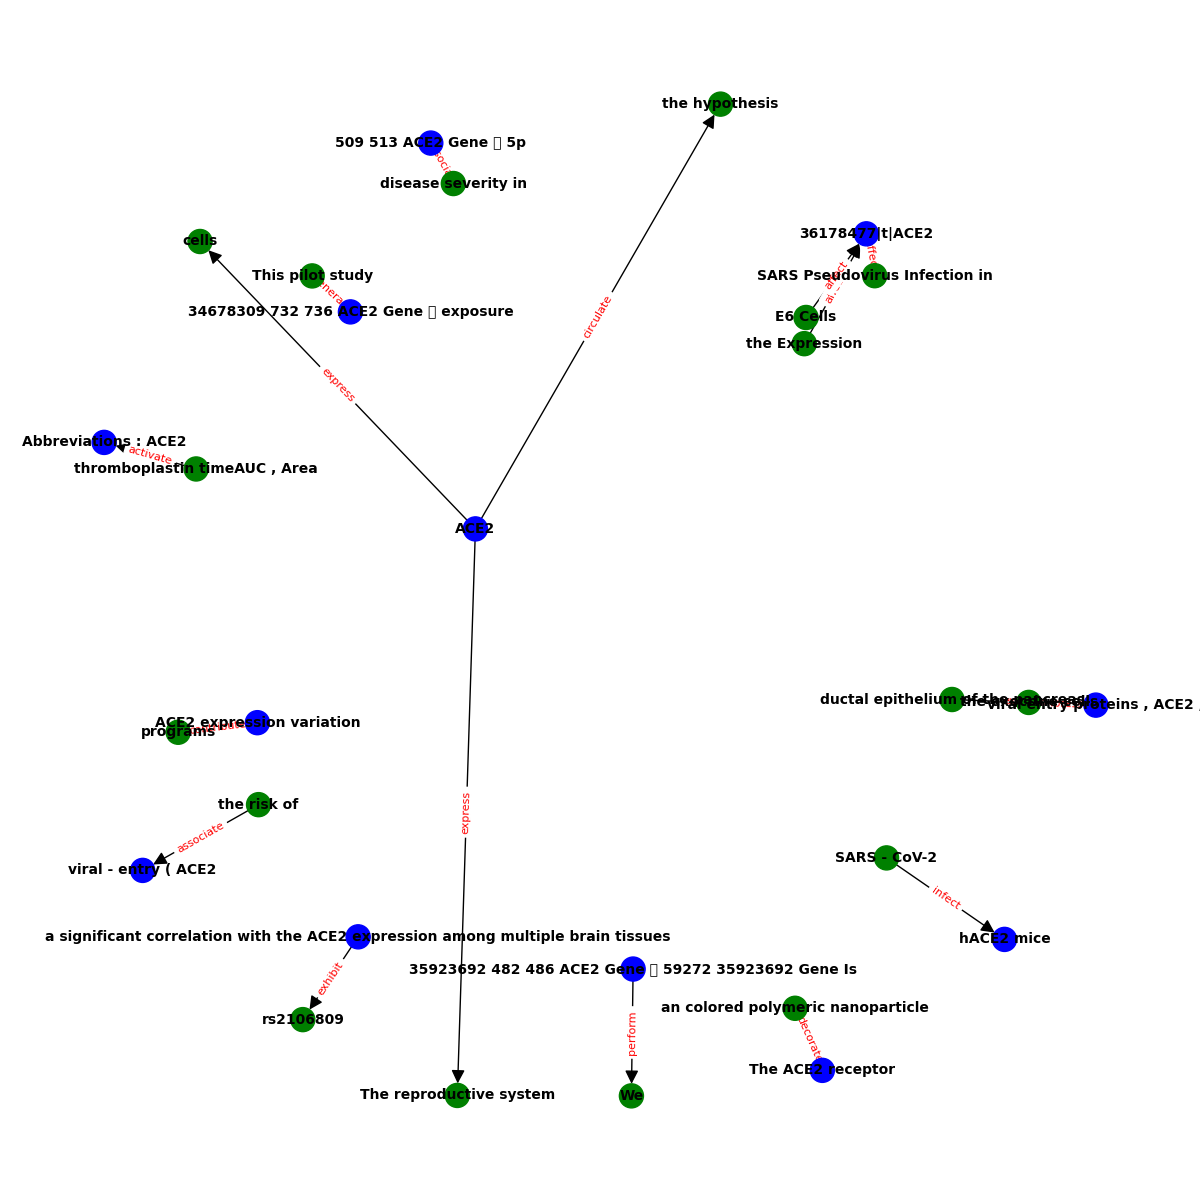 the hypothesis
509 513 ACE2 Gene 5p
disease severity in
36178477|t|ACE2
cells
This pilot study
SARS Pseudovirus Infection in
affect
34678309 732 736 ACE2 Gene exposure
E6 Cells
circulate
the Expression
express
Abbreviations : ACE2
activate
thromboplastin timeAUC , Area
ACE2
ductal epithelium of the pancreas
viral entry proteins , ACE2 ,
ACE2 expression variation
programs
the risk of
express
associate
SARS - CoV-2
viral - entry ( ACE2
infect
a significant correlation with the ACE2 expression among multiple brain tissues
hACE2 mice
35923692 482 486 ACE2 Gene 59272 35923692 Gene Is
exhibit
an colored polymeric nanoparticle
rs2106809
perform
decorate
The ACE2 receptor
The reproductive system
We